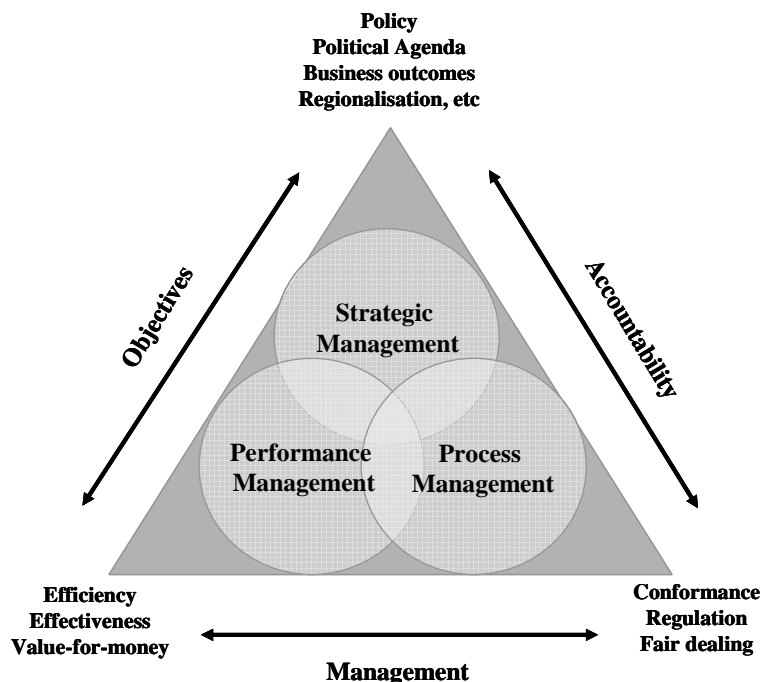 Policy
Political Agenda
Business outcomes
Regionalisation, etc
Objectives
Accountability
Strategic
Management
Performance
Management
Process
Management
Efficiency
Effectiveness
Value-for-money
Conformance
Regulation
Fair dealing
Management